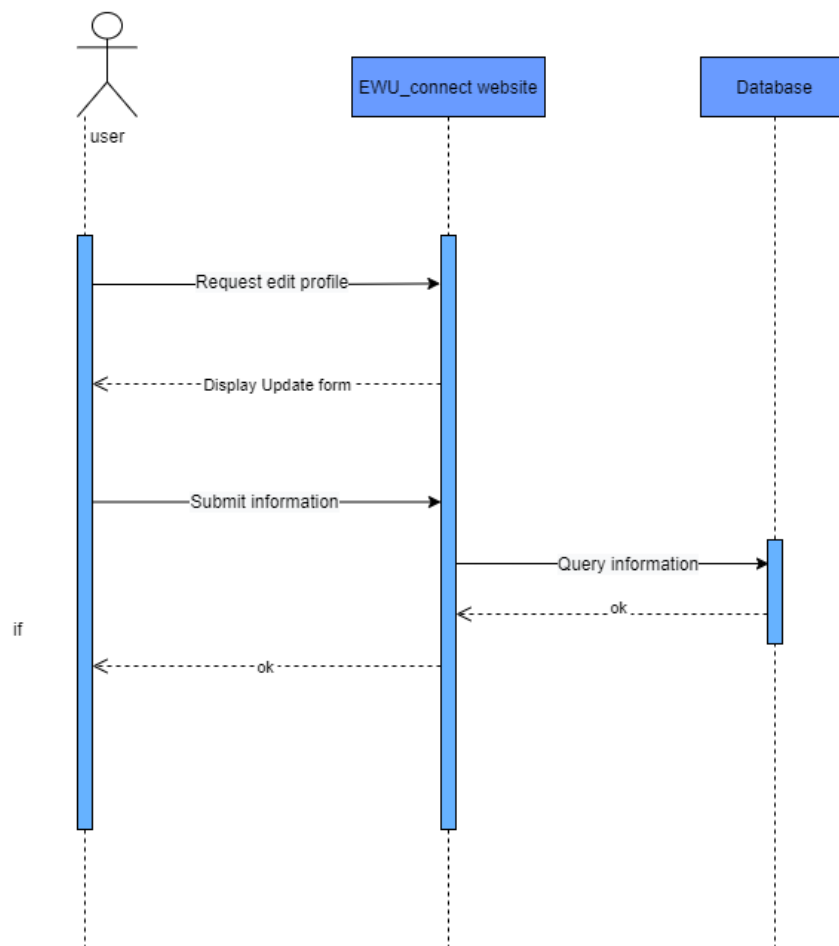 EWU_connect website
Database
user
Request edit profile
Display Update form
Submit information
Query information
ok
if
ok